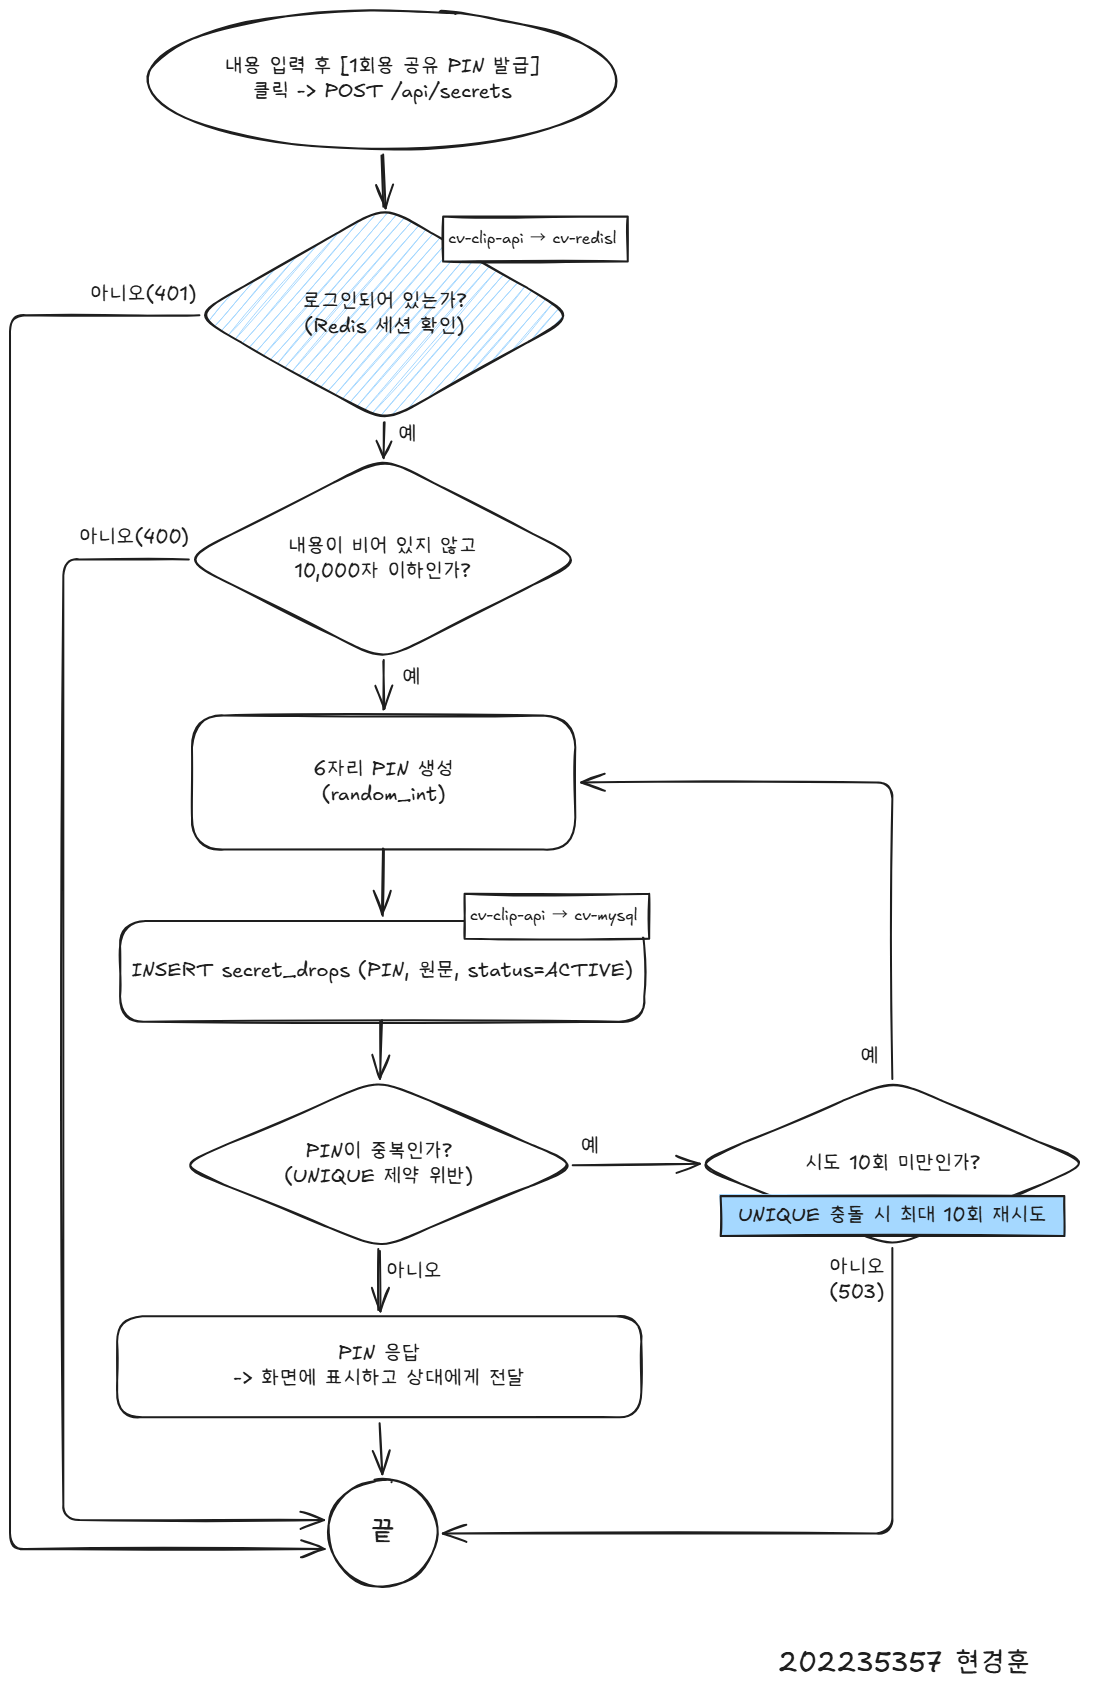 내용 입력 후 [1회용 공유 PIN 발급]
클릭 -> POST /api/secrets
cv-clip-api → cv-redis1
아니오(401)
로그인되어 있는가?
(Redis 세션 확인)
예
아니오(400)
내용이 비어 있지 않고
10,000자 이하인가?
예
6자리 PIN 생성
(random_int)
cv-clip-api → cv-mysql
INSERT secret_drops (PIN, 원문, status=ACTIVE)
예
PIN이 중복인가?
(UNIQUE 제약 위반)
예
시도 10회 미만인가?
UNIQUE 충돌 시 최대 10회 재시도
아니오
아니오
(503)
PIN 응답
-> 화면에 표시하고 상대에게 전달
끝
202235357 현경훈